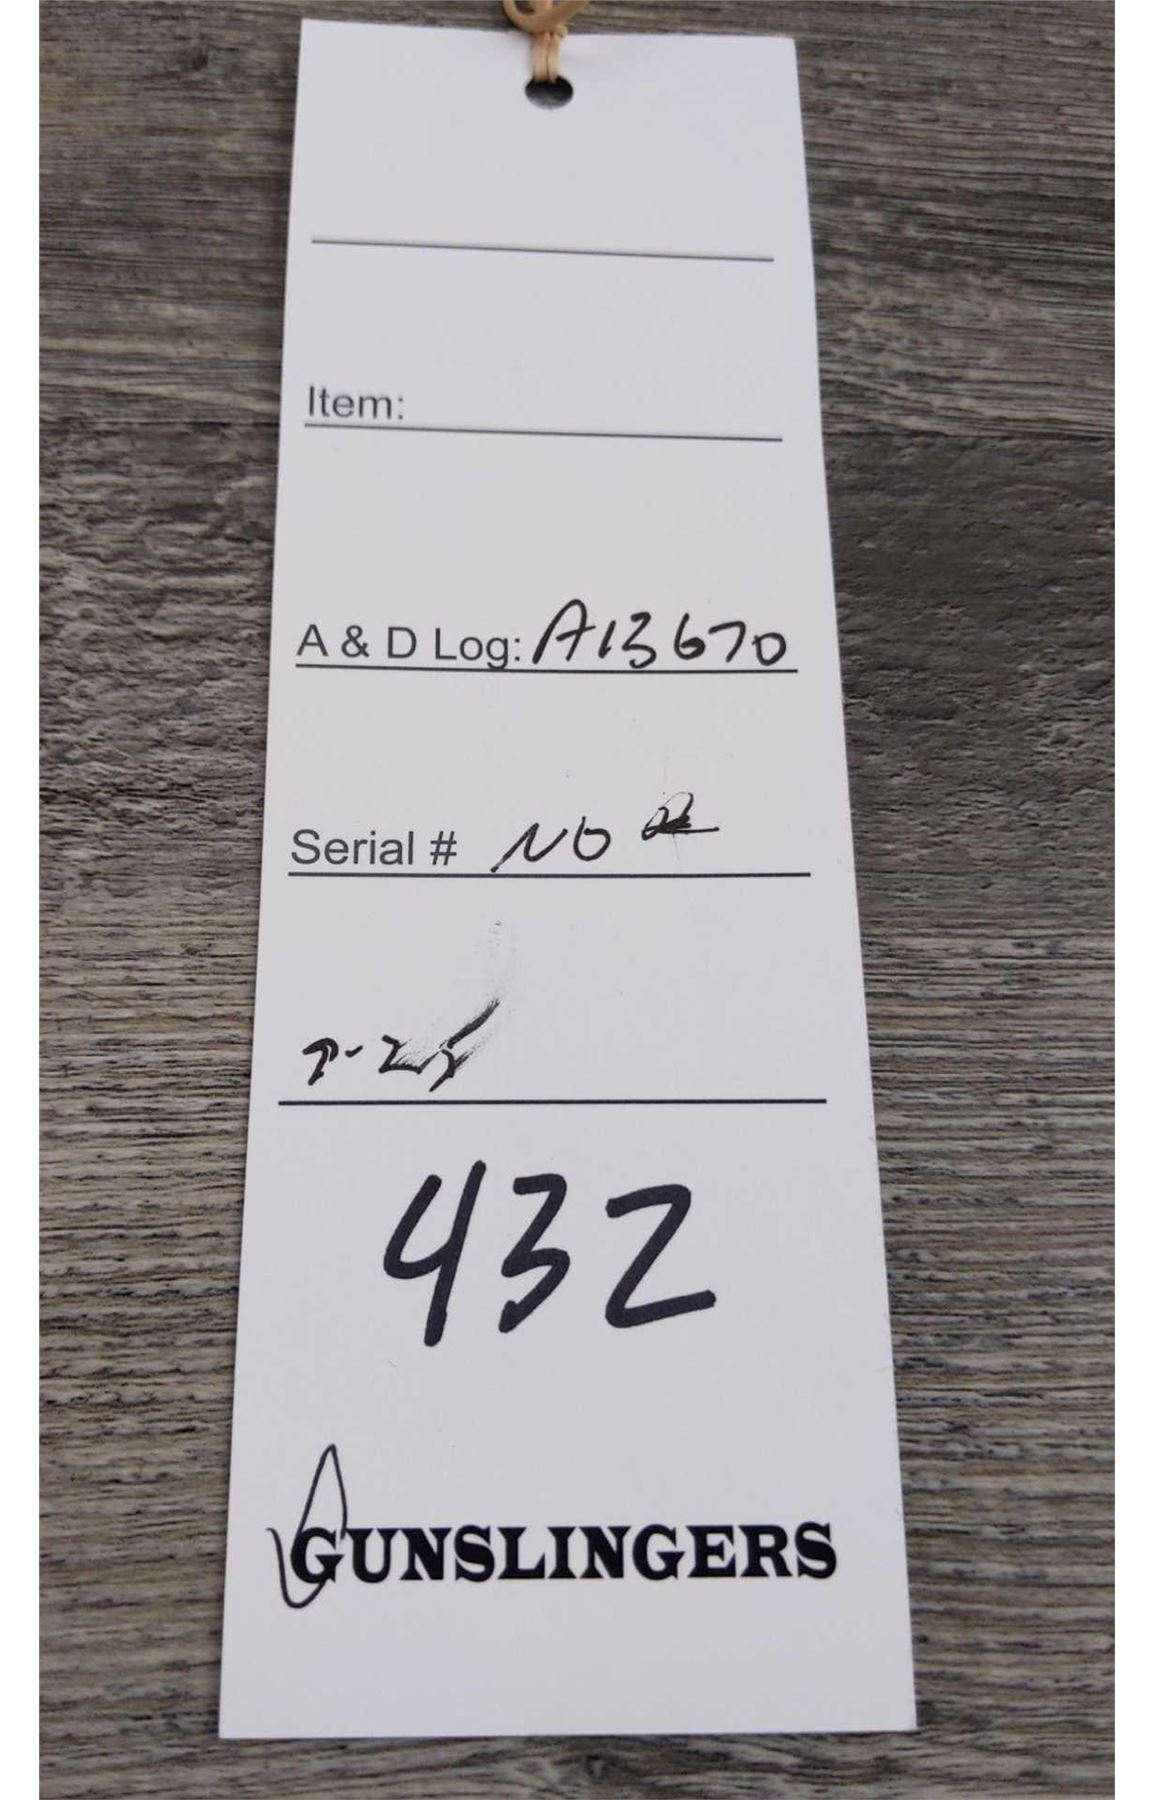 Item:
A & D Log: A13670
Serial # NO
432
GUNSLINGERS